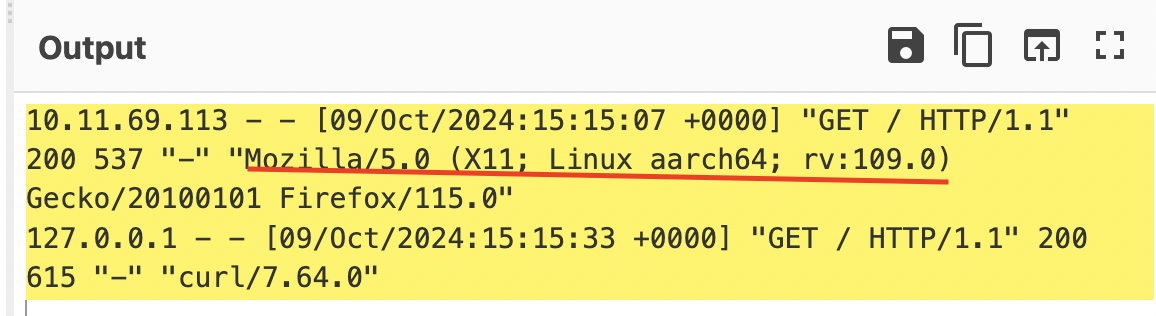 Output
10.11.69.113 - - [09/Oct/2024:15:15:07 +0000] "GET / HTTP/1.1"
200 537 "-" "Mozilla/5.0 (X11; Linux aarch64; rv:109.0)
Gecko/20100101 Firefox/115.0"
127.0.0.1 - - [09/Oct/2024:15:15:33 +0000] "GET / HTTP/1.1" 200
615 "-" "curl/7.64.0"